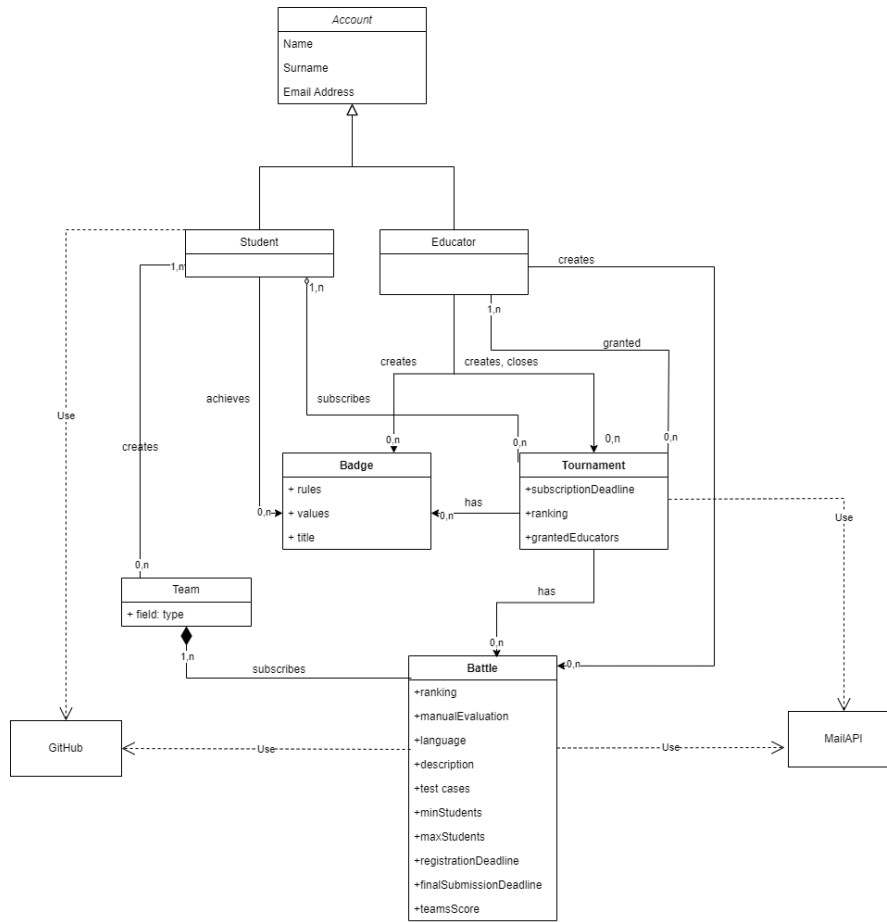 Account
Name
Surname
Email Address
Student
Educator
creates
1,n
1,n
1,n
granted
creates
creates, closes
achieves
subscribes
Use
creates
0,n
0,n
0,n
0,n
Badge
+ rules
+ values
+ title
Tournament
+subscriptionDeadline
+ranking
+grantedEducators
has
0,n
0,n
Use
0,n
Team
+ field: type
has
1,n
0,n
0,n
subscribes
Battle
+ranking
+manualEvaluation
+language
+description
+test cases
+minStudents
+maxStudents
+registrationDeadline
+finalSubmissionDeadline
+teamsScore
GitHub
Use
Use
MailAPI